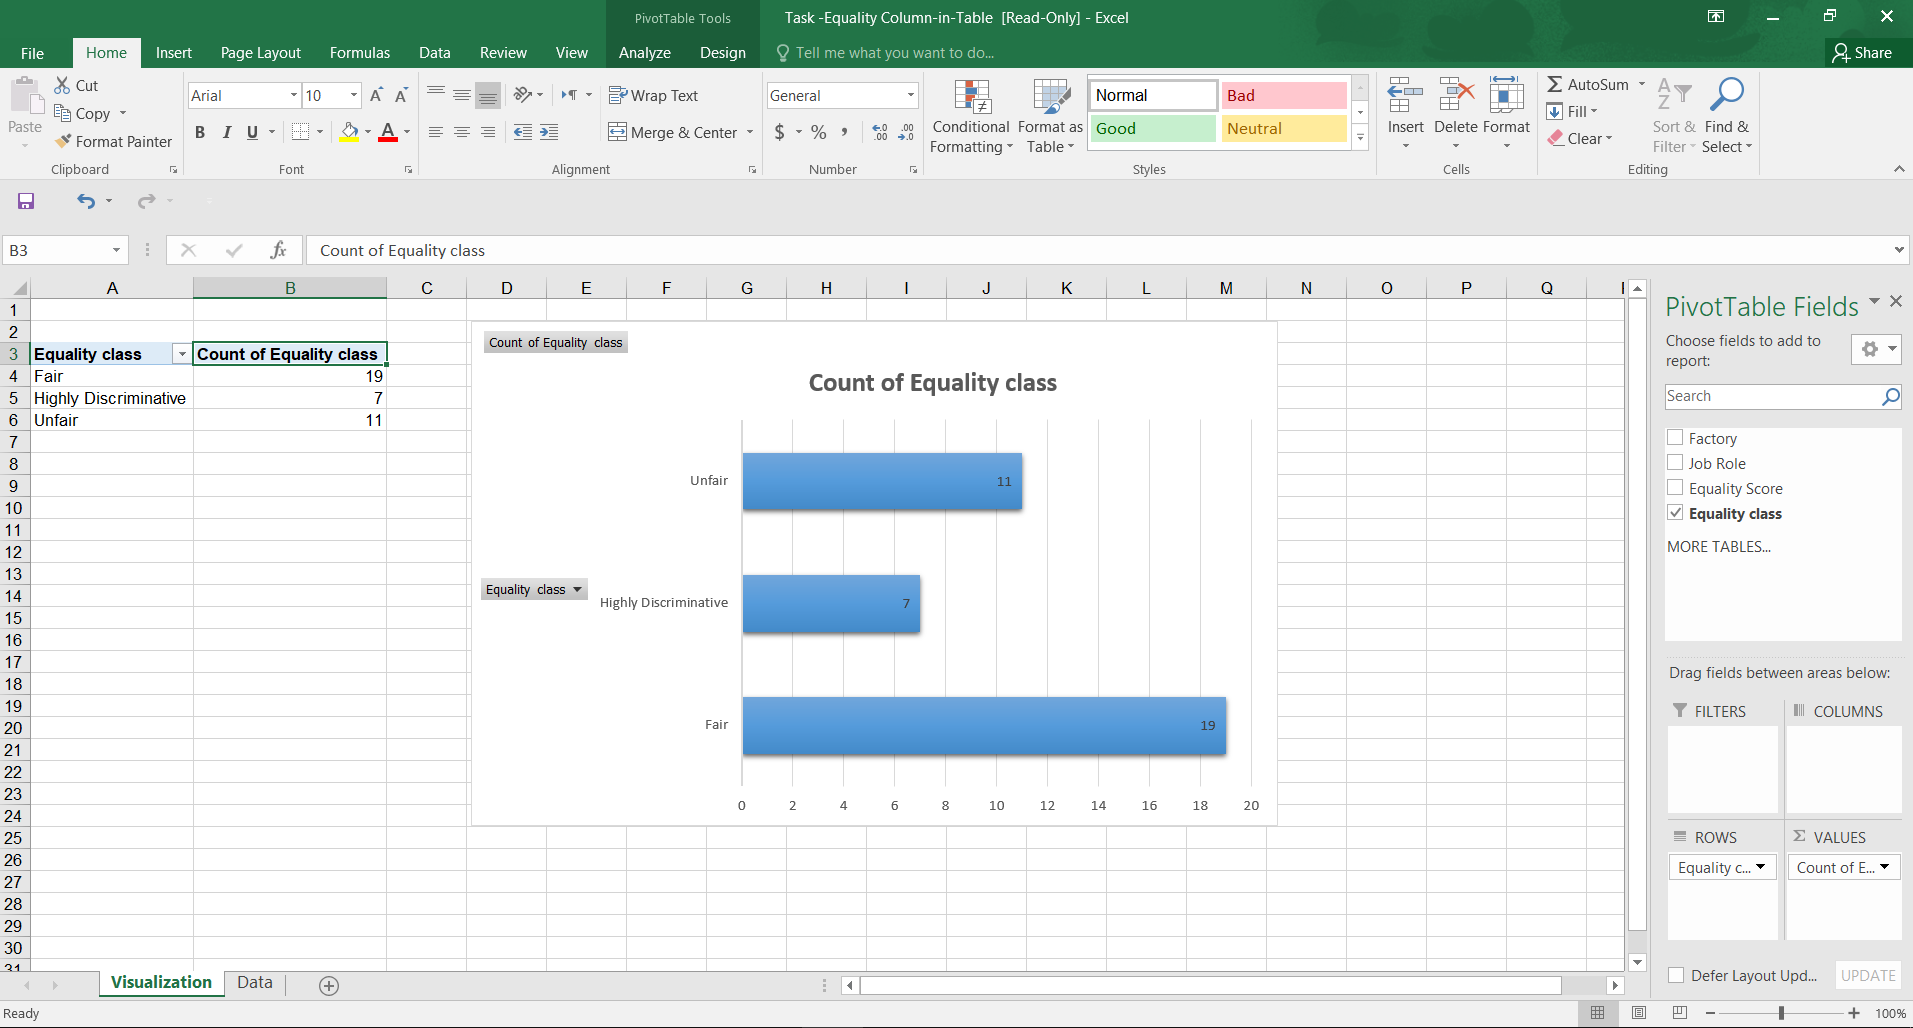 PivotTable Tools
Task -Equality Column-in-Table [Read-Only] - Excel
File Home Insert Page Layout Formulas Data Review View Analyze Design Tell me what you want to do... Share
Paste
Cut
Copy
Format Painter
Clipboard
Arial 10
B I U
Font
Wrap Text
Merge & Center
Alignment
General
$ % , .0 .00 .00 .0
Number
Conditional Formatting
Format as Table
Normal Bad
Good Neutral
Styles
Insert Delete Format
Cells
AutoSum
Fill
Clear
Sort & Filter
Find & Select
Editing
B3 fx Count of Equality class
A B C D E F G H I J K L M N O P Q
1
2
3 Equality class Count of Equality class
4 Fair 19
5 Highly Discriminative 7
6 Unfair 11
7
8
9
10
11
12
13
14
15
16
17
18
19
20
21
22
23
24
25
26
27
28
29
30
31
Count of Equality class
Count of Equality class
Equality class
Unfair 11
Highly Discriminative 7
Fair 19
0 2 4 6 8 10 12 14 16 18 20
PivotTable Fields
Choose fields to add to
report:
Search
Factory
Job Role
Equality Score
Equality class
MORE TABLES...
Drag fields between areas below:
FILTERS COLUMNS
ROWS VALUES
Equality c... Count of E...
Defer Layout Upd... UPDATE
Visualization Data
Ready 100%